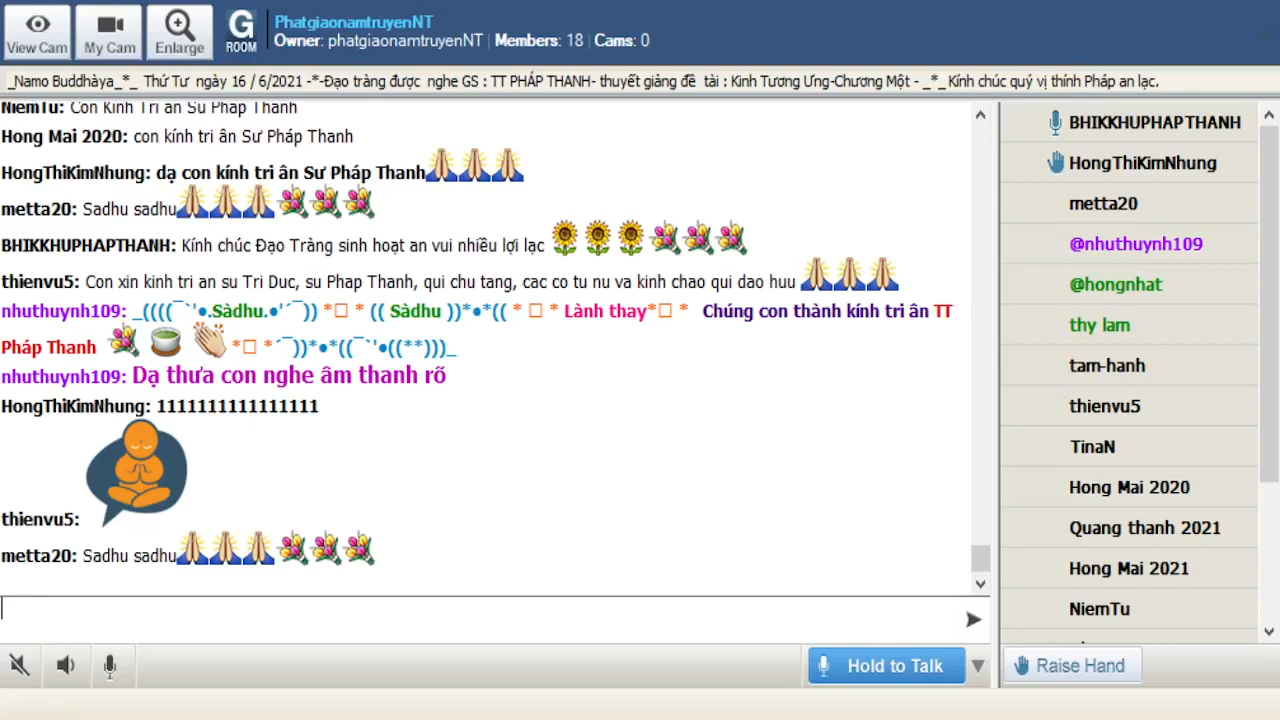 View Cam
My Cam
Enlarge
G
ROOM
PhatgiaonamtruyenNT
Owner: phatgiaonamtruyenNT | Members: 18 | Cams: 0
_Namo Buddhàya_*_ Thứ Tư ngày 16 / 6/2021 -*-Đạo tràng được nghe GS : TT PHÁP THANH- thuyết giảng đề tài : Kinh Tương Ưng-Chương Một - _*_ Kính chúc quý vị thính Pháp an lạc.
NiemTu: Con Kinh Tri an Su Phap Thanh
Hong Mai 2020: con kính tri ân Sư Pháp Thanh
HongThiKimNhung: dạ con kính tri ân Sư Pháp Thanh
metta20: Sadhu sadhu
BHIKKHUPHAPTHANH: Kính chúc Đạo Tràng sinh hoạt an vui nhiều lợi lạc
thienvu5: Con xin kinh tri an su Tri Duc, su Phap Thanh, qui chu tang, cac co tu nu va kinh chao qui dao huu
nhuthuynh109: _((((¯`'•.Sàdhu.•'´¯)) *□ * (( Sàdhu ))*•*(( * □ * Lành thay*□ * Chúng con thành kính tri ân TT
Pháp Thanh *□ *´¯))*•*((¯`'•((**)))_
nhuthuynh109: Dạ thưa con nghe âm thanh rõ
HongThiKimNhung: 1111111111111111
thienvu5:
metta20: Sadhu sadhu
Hold to Talk
BHIKKHUPHAPTHANH
HongThiKimNhung
metta20
@nhuthuynh109
@hongnhat
thy lam
tam-hanh
thienvu5
TinaN
Hong Mai 2020
Quang thanh 2021
Hong Mai 2021
NiemTu
Raise Hand